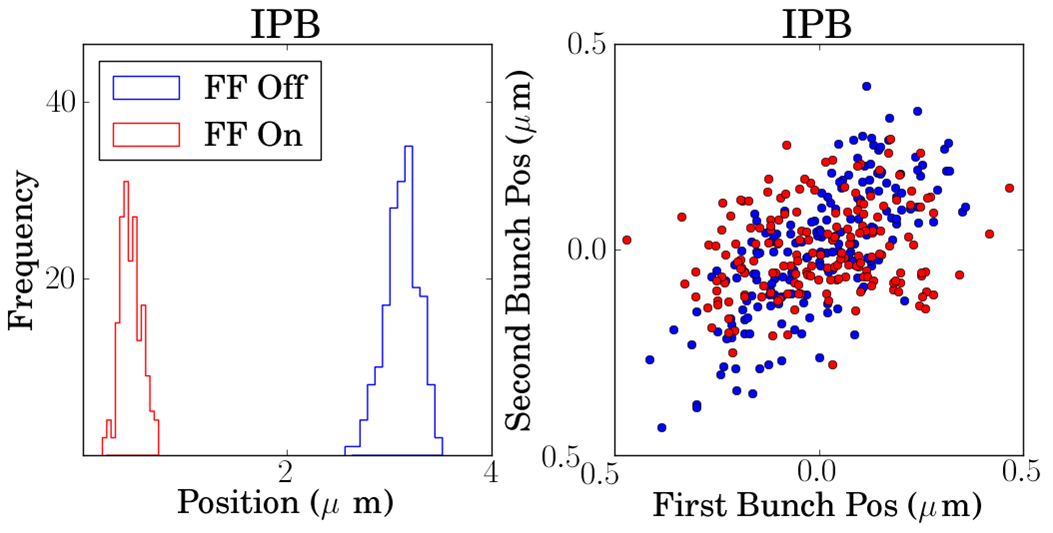 IPB
FF Off
FF On
40
20
Frequency
2
4
Position (μ m)
IPB
0.5
0.0
0.5
Second Bunch Pos (μm)
0.5
0.0
0.5
First Bunch Pos (μm)